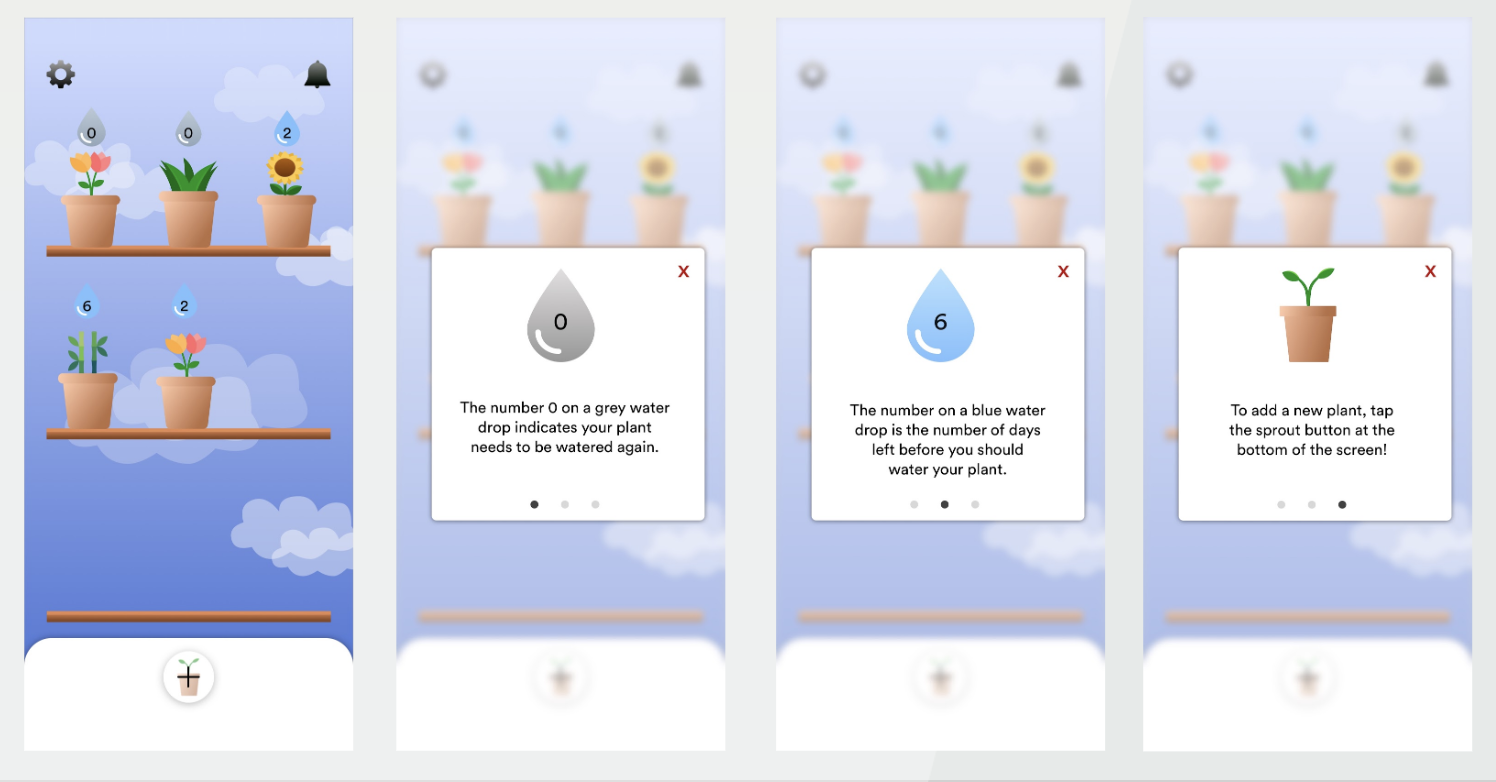 0
0
2
6
2
X
0
The number 0 on a grey water
drop indicates your plant
needs to be watered again.
X
6
The number on a blue water
drop is the number of days
left before you should
water your plant.
X
To add a new plant, tap
the sprout button at the
bottom of the screen!